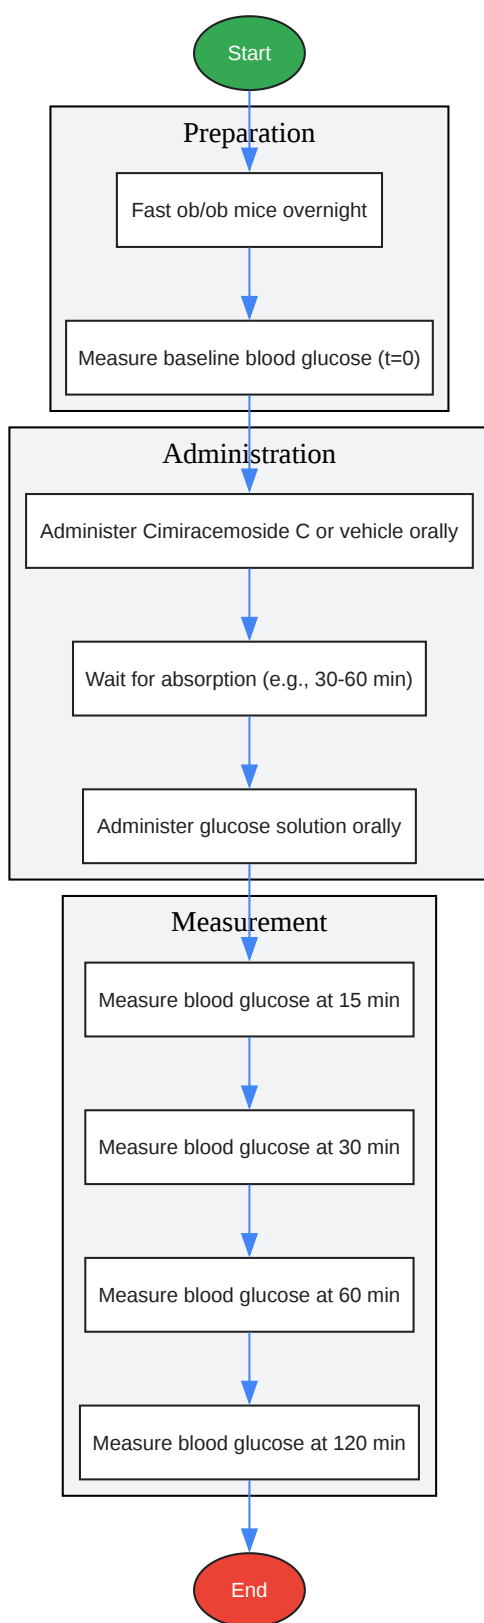 Start
Preparation
Fast ob/ob mice overnight
Measure baseline blood glucose (t=0)
Administration
Administer Cimiracemoside C or vehicle orally
Wait for absorption (e.g., 30-60 min)
Administer glucose solution orally
Measurement
Measure blood glucose at 15 min
Measure blood glucose at 30 min
Measure blood glucose at 60 min
Measure blood glucose at 120 min
End